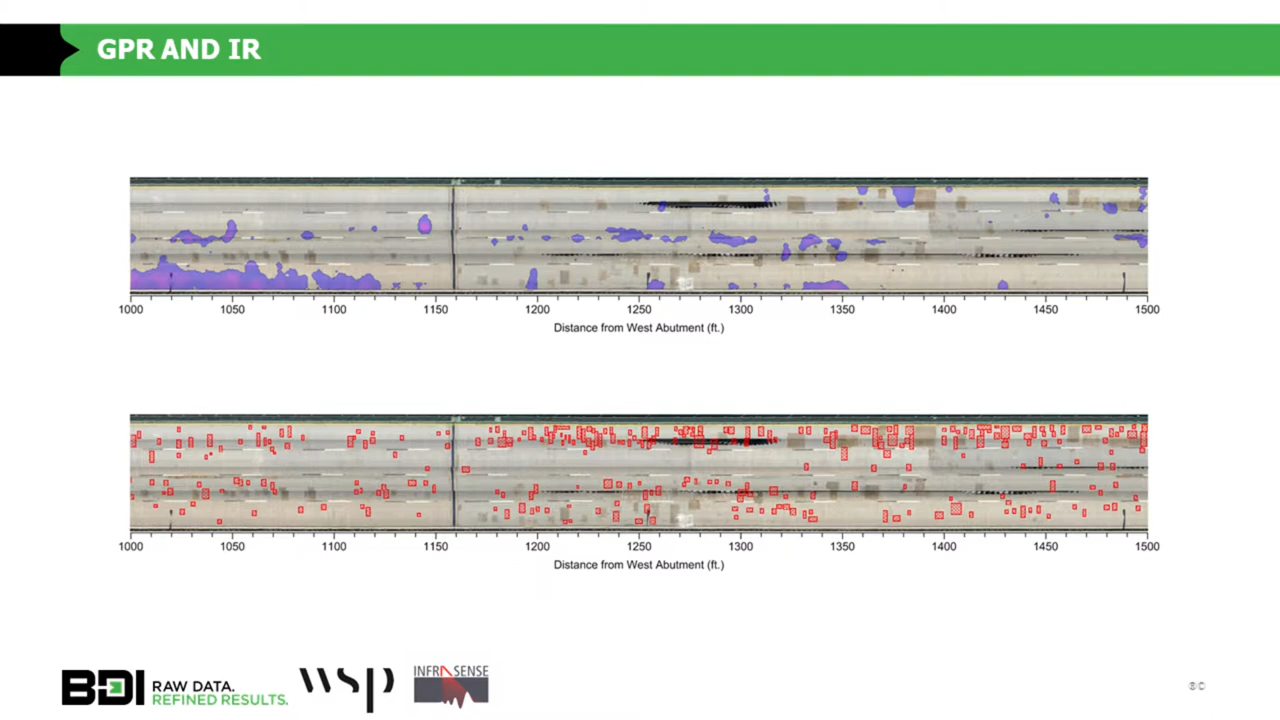 GPR AND IR
1000 1050 1100 1150 1200 1250 1300 1350 1400 1450 1500
Distance from West Abutment (ft.)
1000 1050 1100 1150 1200 1250 1300 1350 1400 1450 1500
Distance from West Abutment (ft.)
BDI RAW DATA.
REFINED RESULTS.
wsp
INFRASENSE
®©